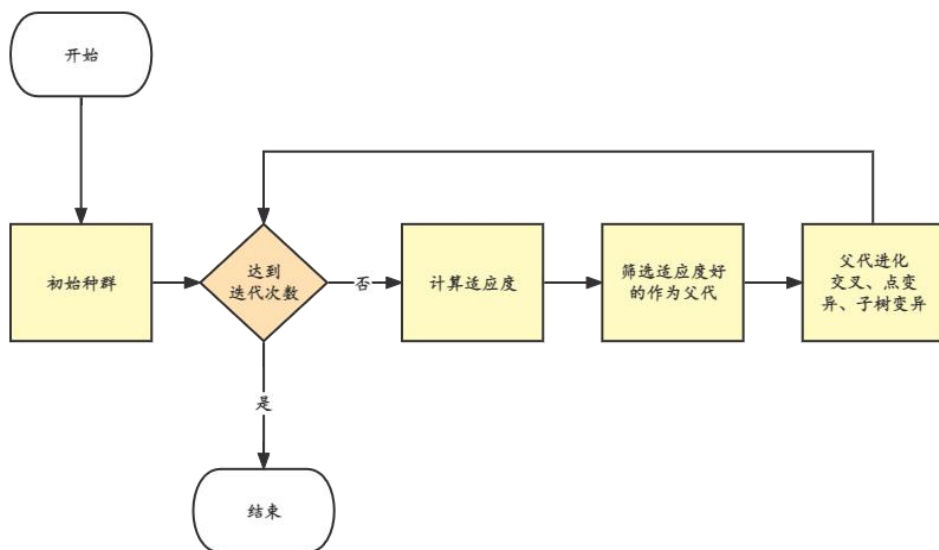 开始
初始种群
达到
迭代次数
否
计算适应度
筛选适应度好
的作为父代
父代进化
交叉、点变
异、子树变异
是
结束